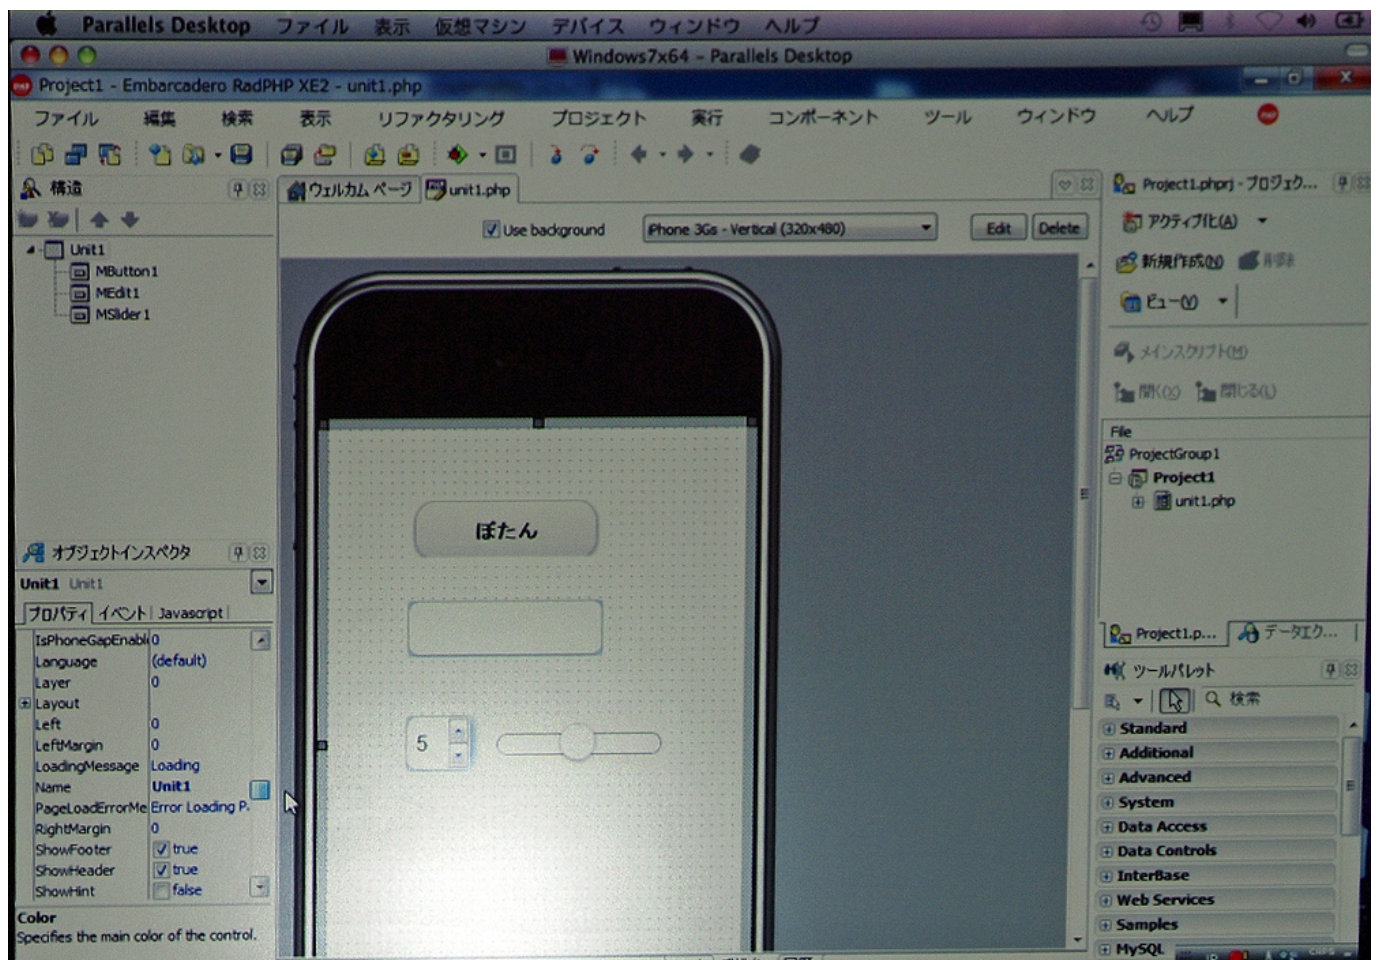 Parallels Desktop ファイル 表示 仮想マシン デバイス ウィンドウ ヘルプ
Windows7x64 - Parallels Desktop
Project1 - Embarcadero RadPHP XE2 - unit1.php
ファイル 編集 検索 表示 リファクタリング プロジェクト 実行 コンポーネント ツール ウィンドウ ヘルプ
構造
ウェルカム ページ unit1.php
Use background iPhone 3Gs - Vertical (320x480) Edit Delete
Unit1
MButton1
MEdit1
MSlider1
ぼたん
5
オブジェクトインスペクタ
Unit1 Unit1
プロパティ イベント Javascript
IsPhoneGapEnabl 0
Language (default)
Layer 0
Layout
Left 0
LeftMargin 0
LoadingMessage Loading
Name Unit1
PageLoadErrorMe Error Loading P.
RightMargin 0
ShowFooter true
ShowHeader true
ShowHint false
Color
Specifies the main color of the control.
Project1.phprj - プロジェク...
アクティブ化(A)
新規作成(N) 削除
ビュー(V)
メインスクリプト(M)
開く(X) 閉じる(L)
File
ProjectGroup1
Project1
unit1.php
Project1.p... データエク...
ツールパレット
検索
Standard
Additional
Advanced
System
Data Access
Data Controls
InterBase
Web Services
Samples
MySQL